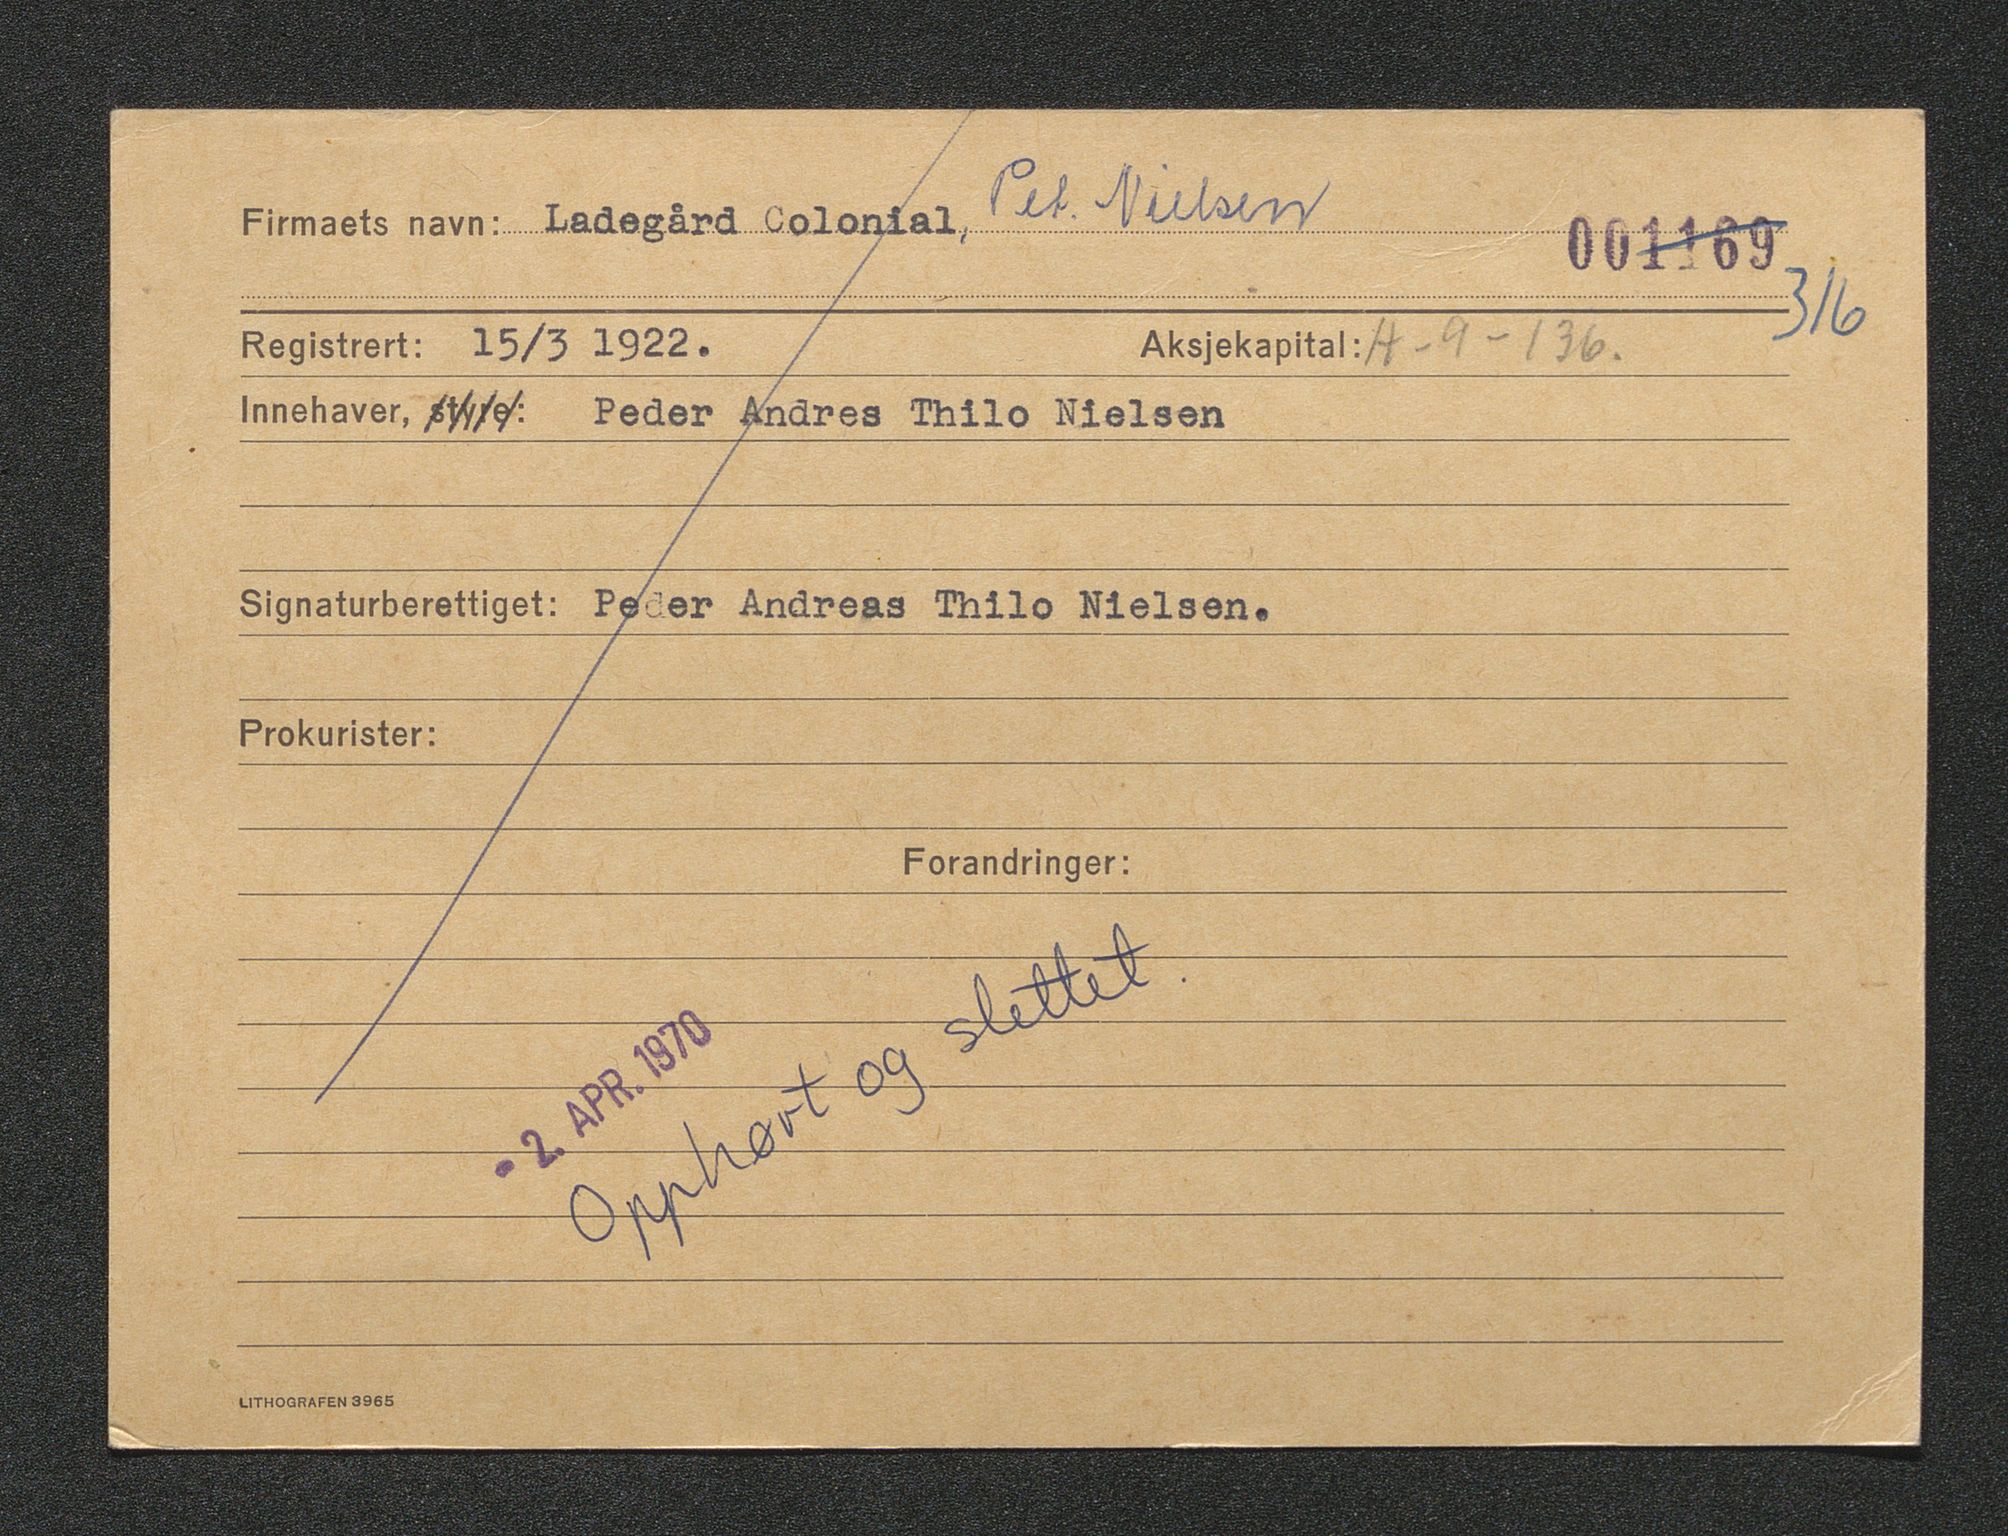 Firmaets navn: Ladegård Colonial, Pet. Nielsen
001169
316
Registrert: 15/3 1922. Aksjekapital: H-9-136.
Innehaver, styre: Peder Andres Thilo Nielsen
Signaturberettiget: Peder Andreas Thilo Nielsen.
Prokurister:
Forandringer:
- 2. APR. 1970
Opphørt og slettet.
LITHOGRAFEN 3965